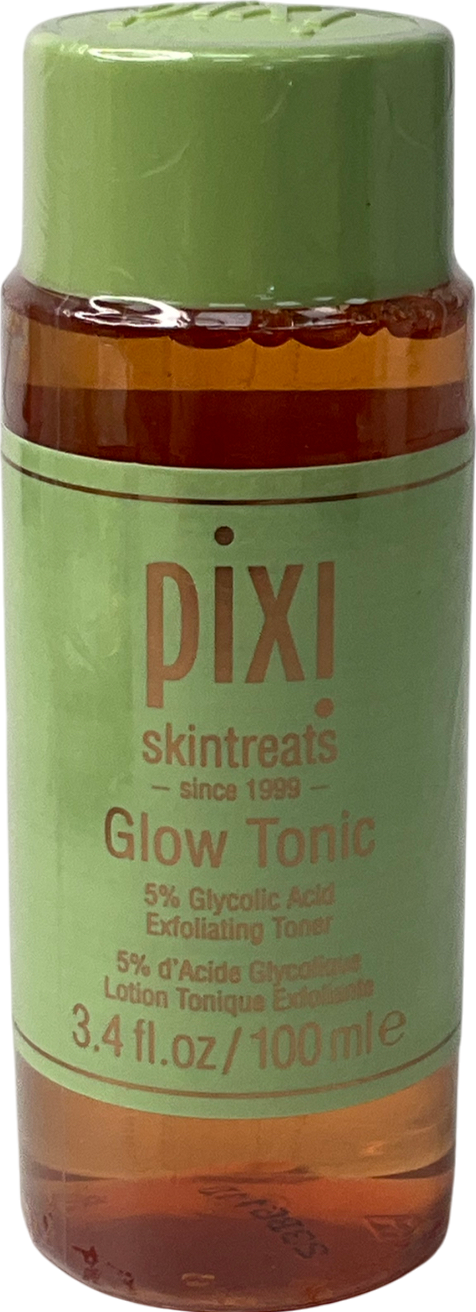 pixi
skintreats
– since 1999 –
Glow Tonic
5% Glycolic Acid
Exfoliating Toner
5% d'Acide Glycolique
Lotion Tonique Exfoliante
3.4 fl.oz/100 ml e